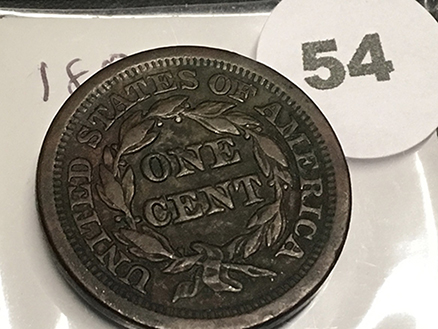 54
UNITED STATES OF AMERICA
ONE
CENT